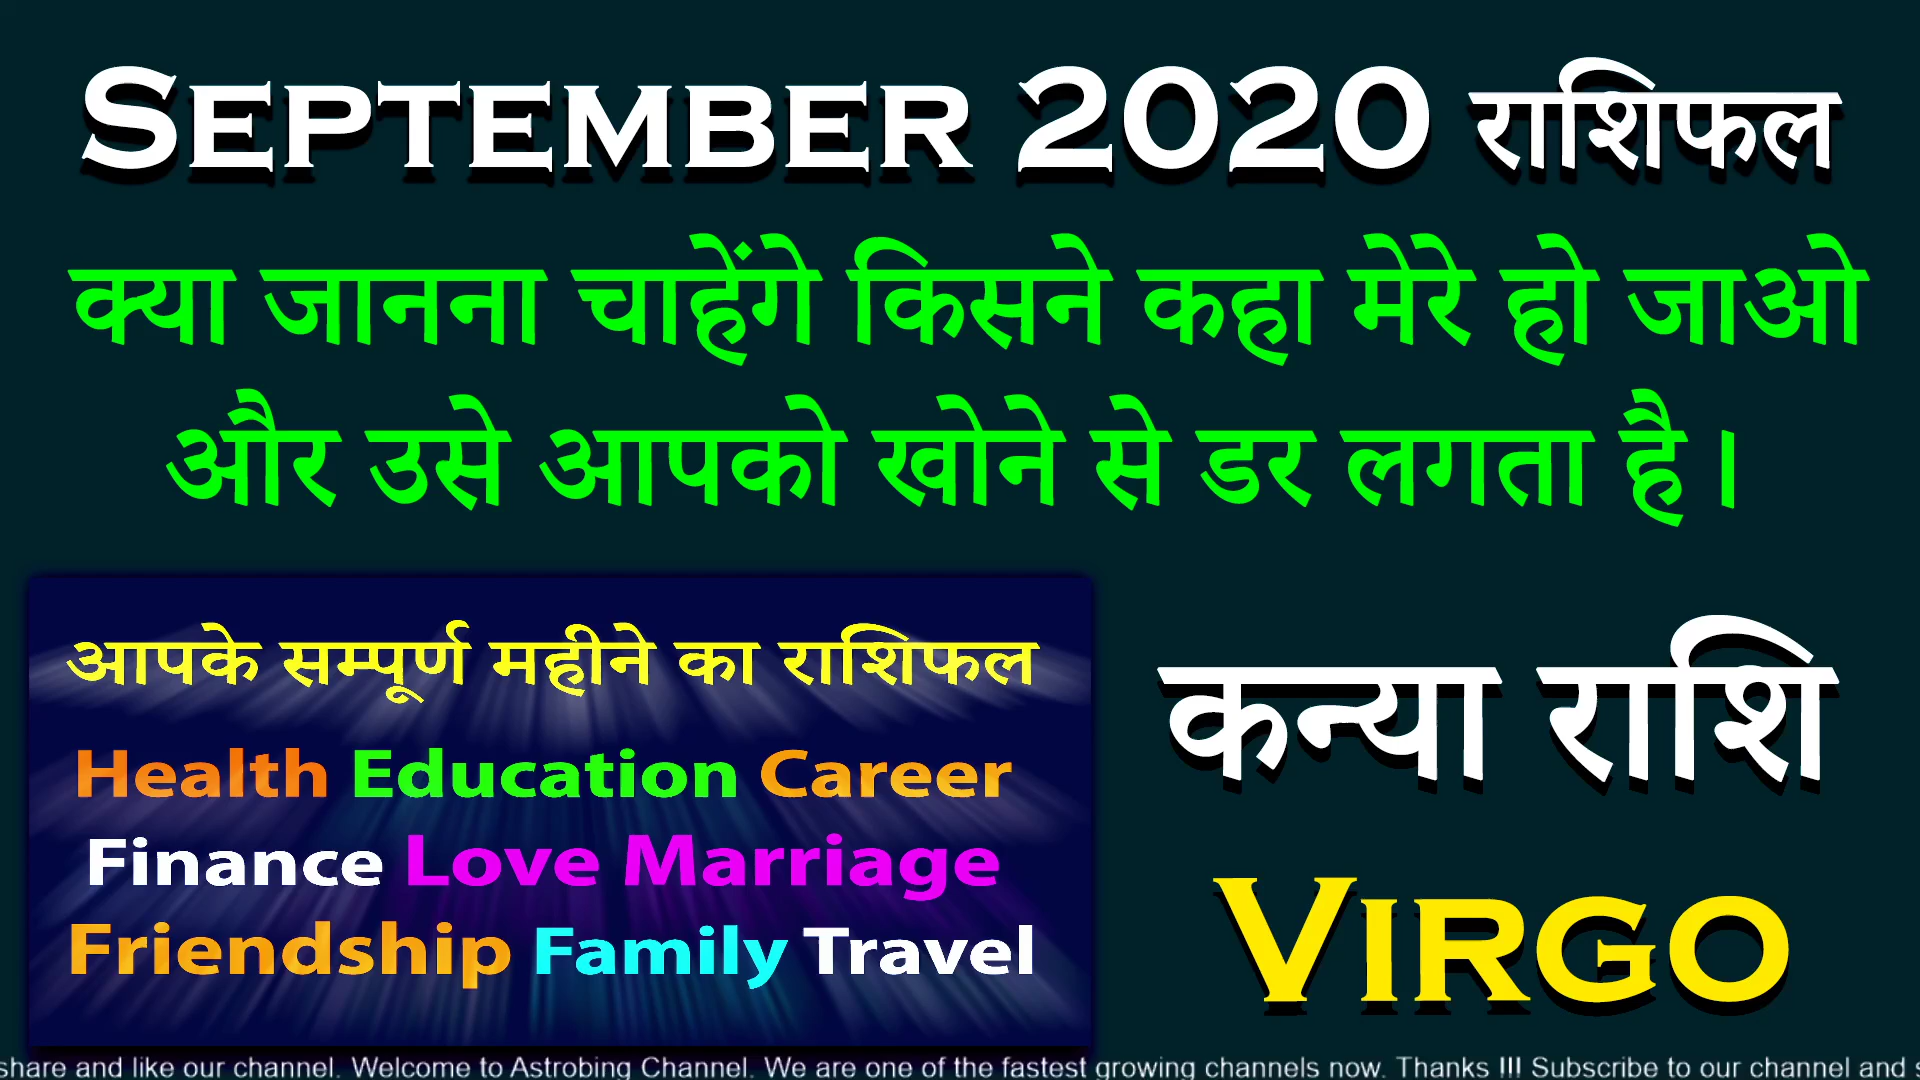 September 2020 राशिफल
क्या जानना चाहेंगे किसने कहा मेरे हो जाओ
और उसे आपको खोने से डर लगता है।
आपके सम्पूर्ण महीने का राशिफल
Health Education Career
Finance Love Marriage
Friendship Family Travel
कन्या राशि
Virgo
share and like our channel. Welcome to Astrobing Channel. We are one of the fastest growing channels now. Thanks !!! Subscribe to our channel and s